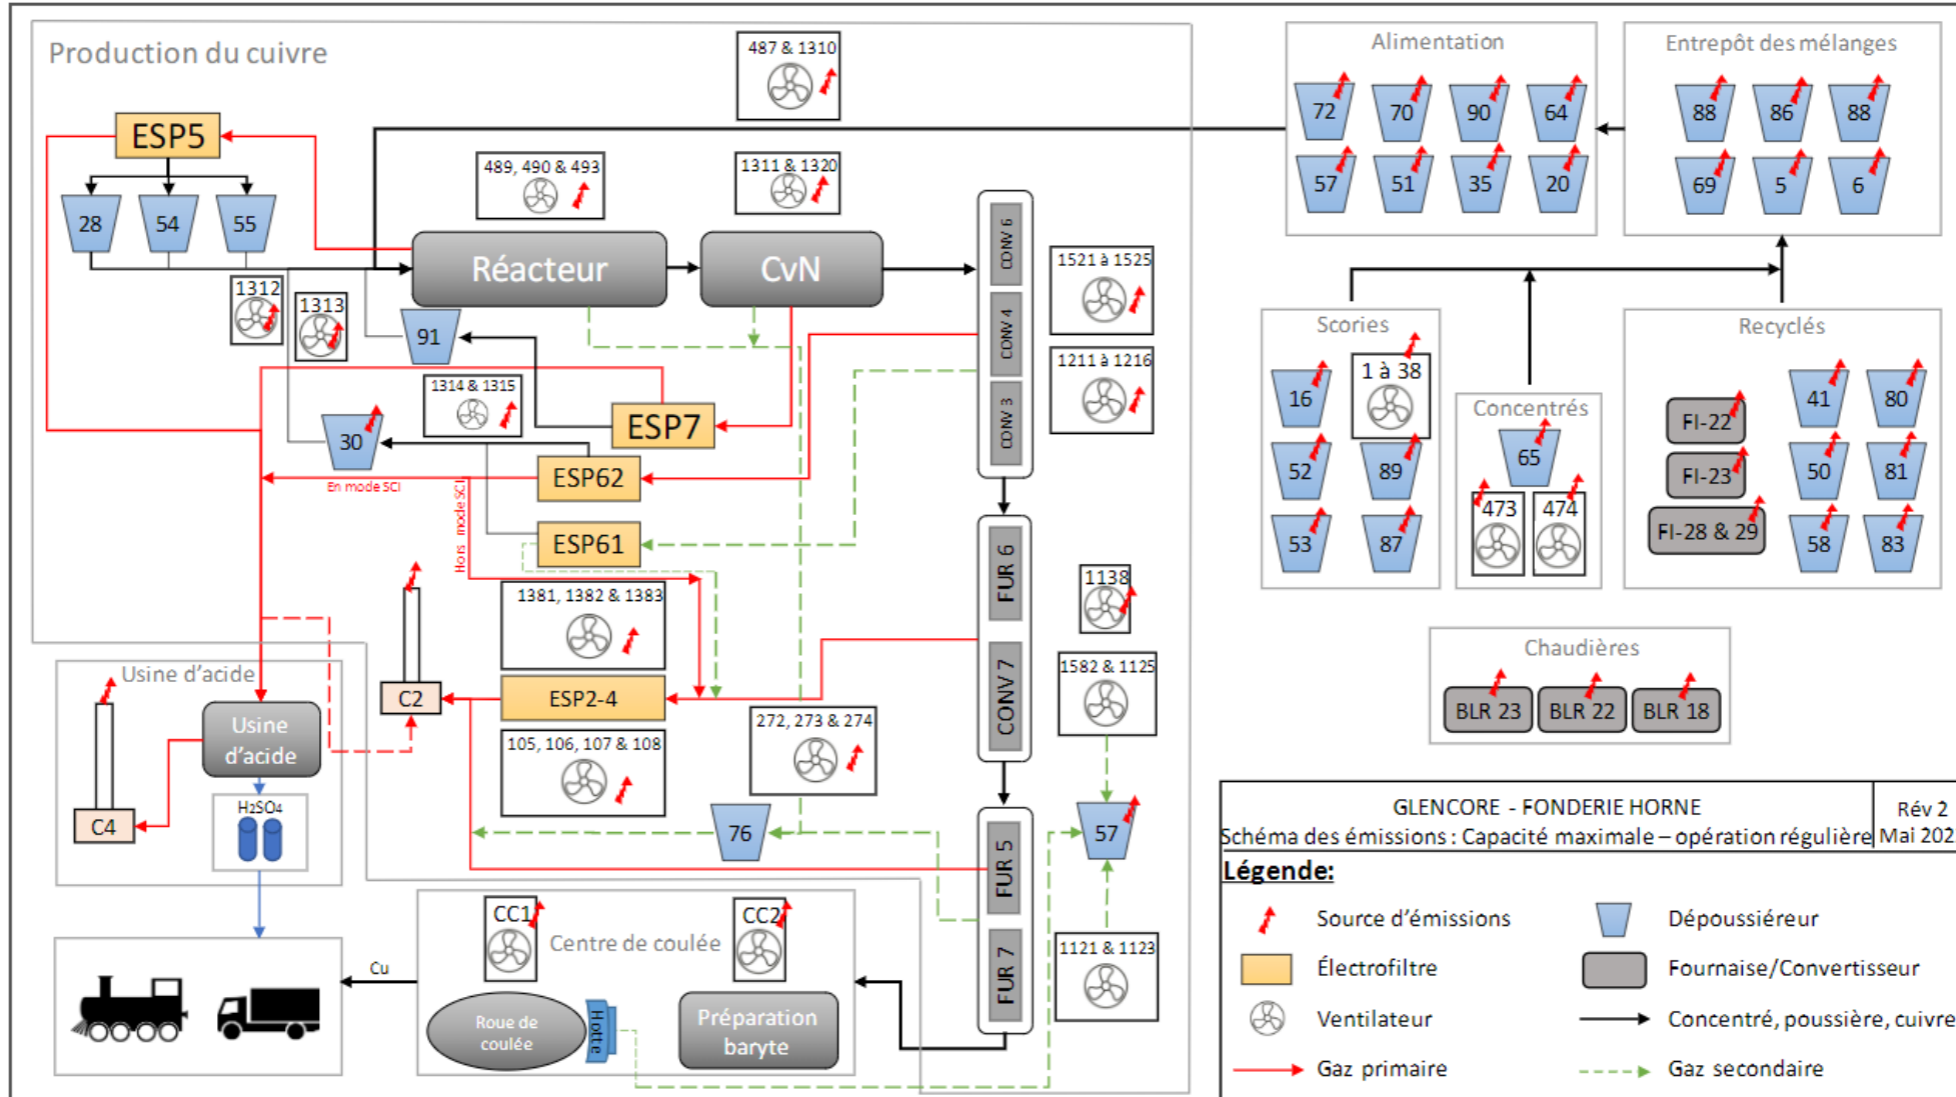 Production du cuivre
487 & 1310
ESP5
28
54
55
489, 490 & 493
1311 & 1320
Réacteur
CvN
1312
1313
91
1314 & 1315
30
ESP7
ESP62
En mode SCI
Hors mode SCI
ESP61
CONV 6
CONV 4
CONV 3
1521 à 1525
1211 à 1216
FUR 6
CONV 7
1138
1582 & 1125
1381, 1382 & 1383
C2
ESP2-4
272, 273 & 274
105, 106, 107 & 108
76
57
FUR 5
FUR 7
1121 & 1123
Usine d'acide
Usine
d'acide
C4
H2SO4
Cu
CC1
Centre de coulée
CC2
Roue de
coulée
Hotte
Préparation
baryte
Alimentation
72
70
90
64
57
51
35
20
Entrepôt des mélanges
88
86
88
69
5
6
Scories
16
1 à 38
52
89
53
87
Concentrés
65
473
474
Recyclés
FI-22
FI-23
FI-28 & 29
41
80
50
81
58
83
Chaudières
BLR 23
BLR 22
BLR 18
GLENCORE - FONDERIE HORNE
Schéma des émissions : Capacité maximale – opération régulière
Rév 2
Mai 202
Légende:
Source d'émissions
Dépoussiéreur
Électrofiltre
Fournaise/Convertisseur
Ventilateur
Concentré, poussière, cuivre
Gaz primaire
Gaz secondaire